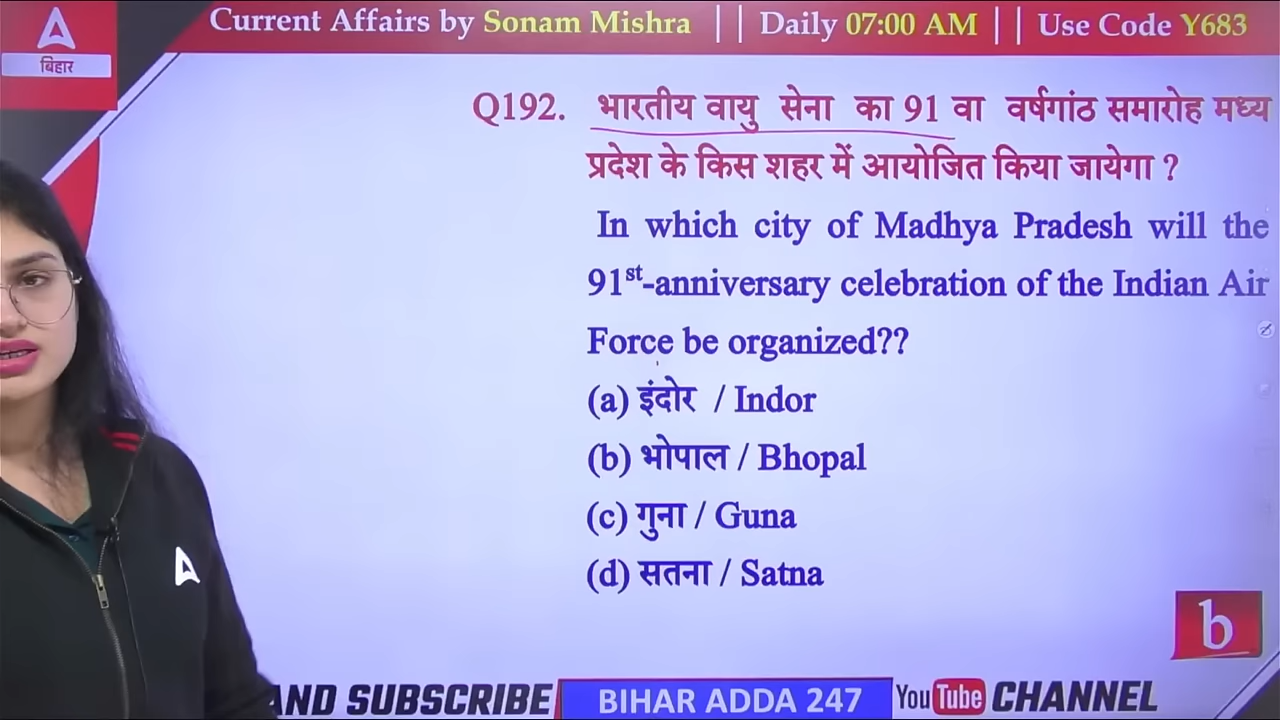 Current Affairs by Sonam Mishra || Daily 07:00 AM || Use Code Y683
बिहार
Q192. भारतीय वायु सेना का 91 वा वर्षगांठ समारोह मध्य
प्रदेश के किस शहर में आयोजित किया जायेगा ?
In which city of Madhya Pradesh will the
91st-anniversary celebration of the Indian Air
Force be organized??
(a) इंदोर / Indor
(b) भोपाल / Bhopal
(c) गुना / Guna
(d) सतना / Satna
b
AND SUBSCRIBE BIHAR ADDA 247 YouTube CHANNEL